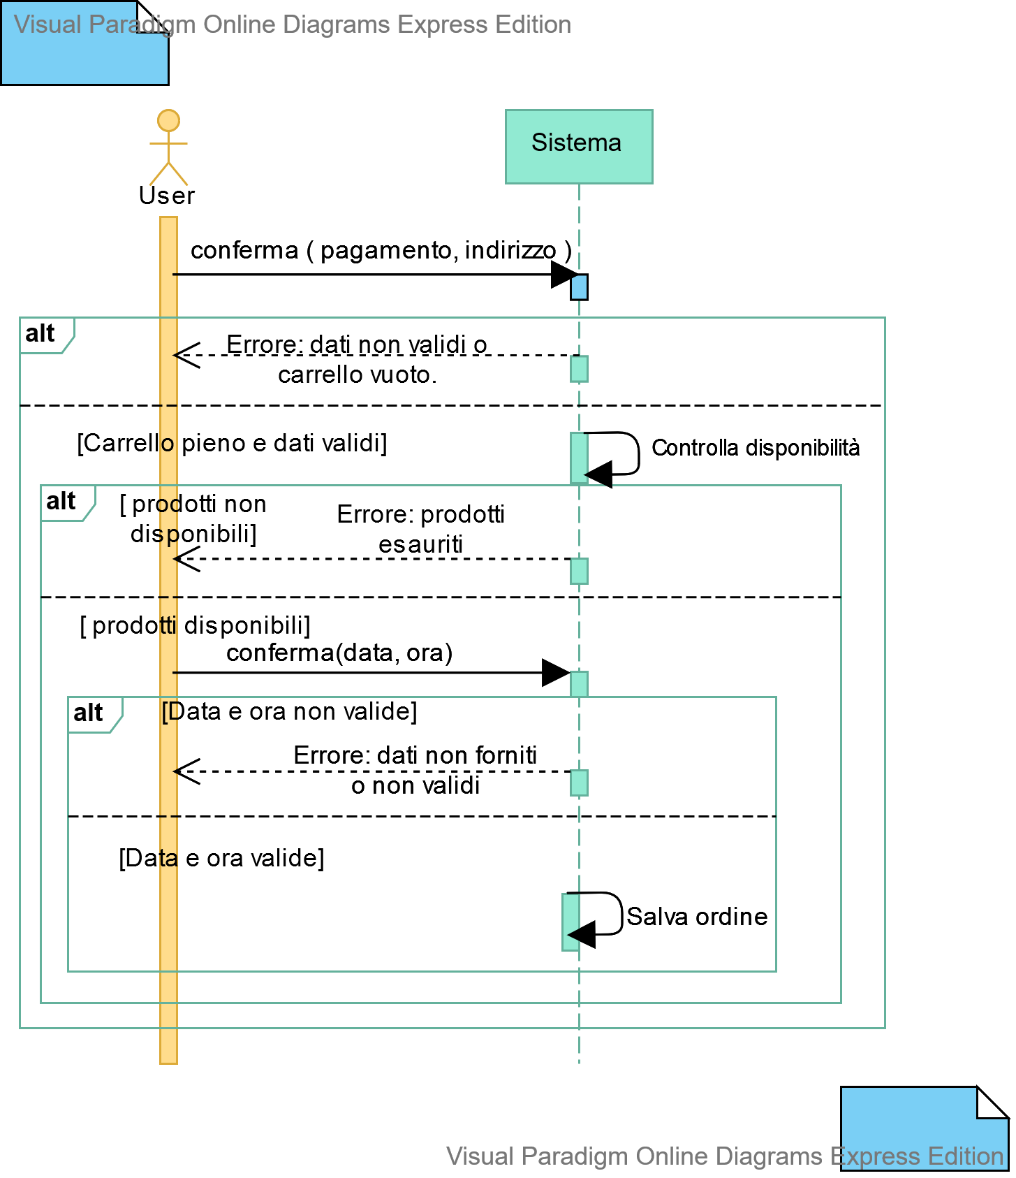 Visual Paradigm Online Diagrams Express Edition
User
Sistema
conferma ( pagamento, indirizzo )
alt
Errore: dati non validi o
carrello vuoto.
[Carrello pieno e dati validi]
Controlla disponibilità
alt
[ prodotti non
disponibili]
Errore: prodotti
esauriti
[ prodotti disponibili]
conferma(data, ora)
alt
[Data e ora non valide]
Errore: dati non forniti
o non validi
[Data e ora valide]
Salva ordine
Visual Paradigm Online Diagrams Express Edition